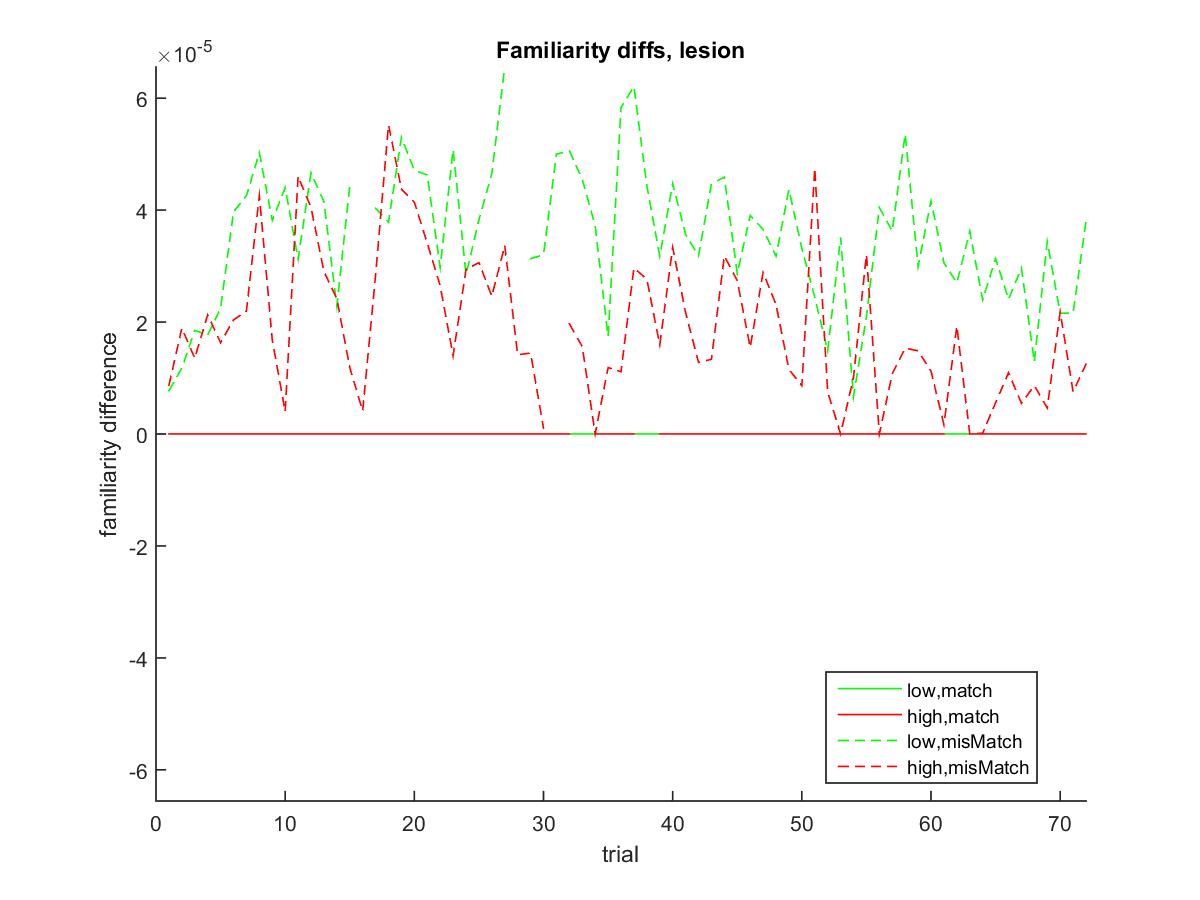 ×10-5
Familiarity diffs, lesion
6
4
2
0
-2
-4
-6
familiarity difference
low,match
high,match
low,misMatch
high,misMatch
0 10 20 30 40 50 60 70
trial